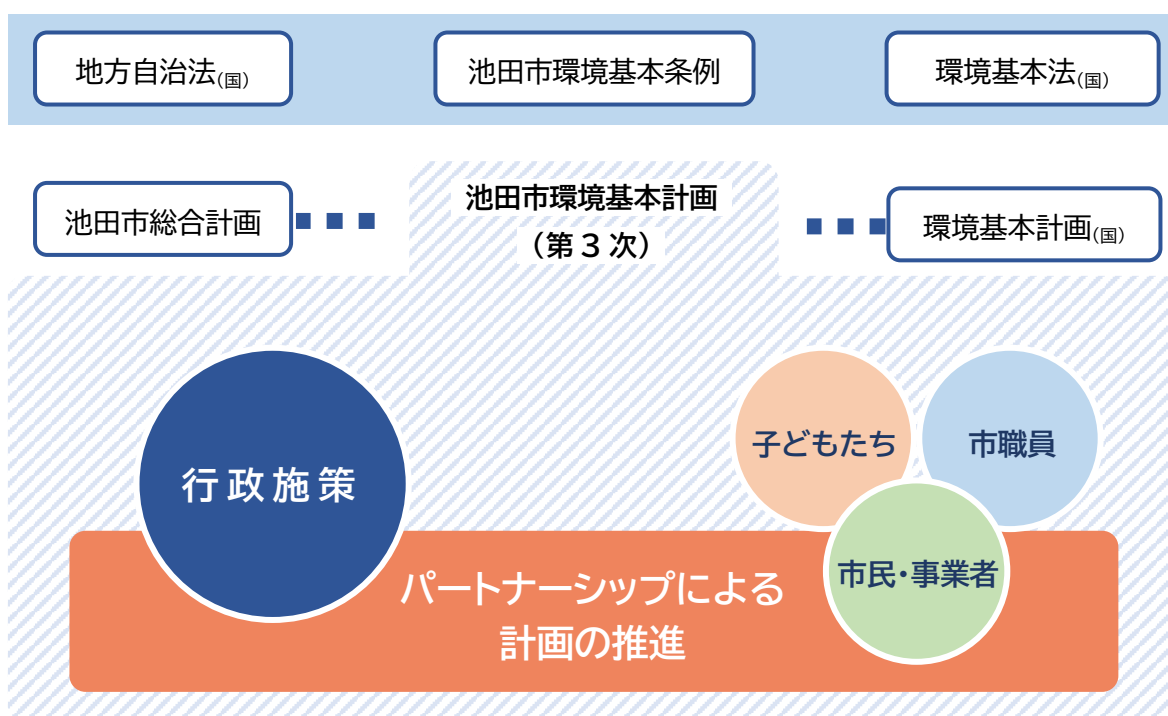 地方自治法(国)
池田市環境基本条例
環境基本法(国)
池田市総合計画
池田市環境基本計画
（第３次）
環境基本計画(国)
行政施策
子どもたち
市職員
市民・事業者
パートナーシップによる
計画の推進